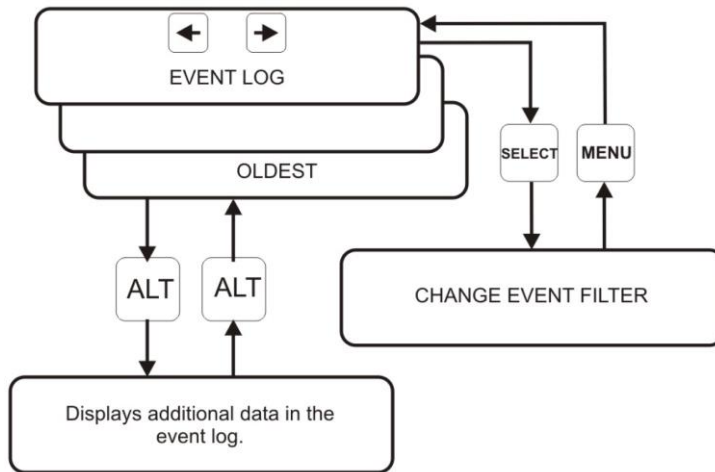 EVENT LOG
OLDEST
SELECT
MENU
ALT
ALT
CHANGE EVENT FILTER
Displays additional data in the
event log.